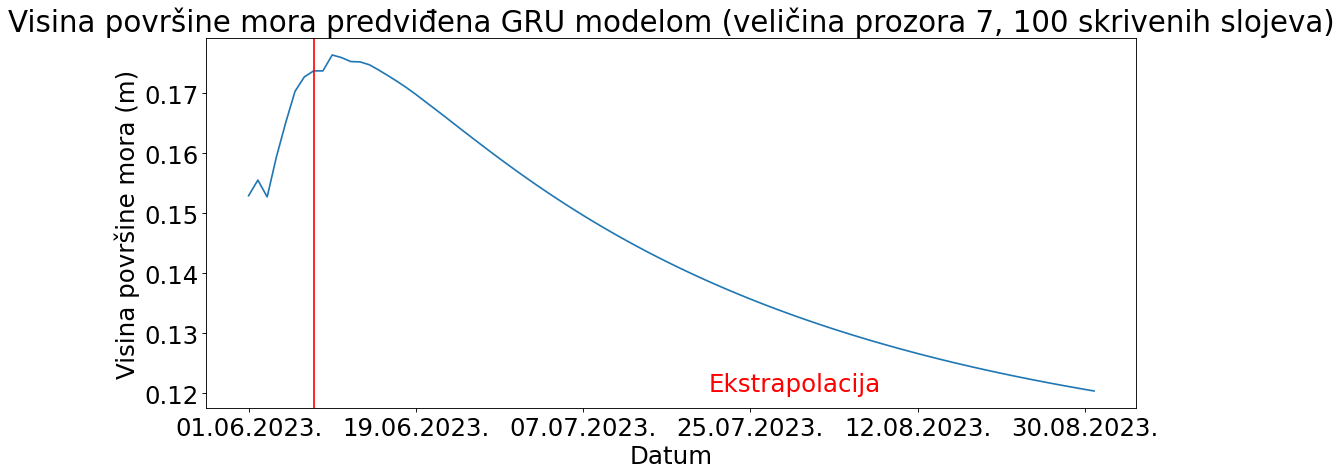 Visina površine mora predviđena GRU modelom (veličina prozora 7, 100 skrivenih slojeva)
Visina površine mora (m)
0.17
0.16
0.15
0.14
0.13
0.12
Ekstrapolacija
01.06.2023. 19.06.2023. 07.07.2023. 25.07.2023. 12.08.2023. 30.08.2023.
Datum